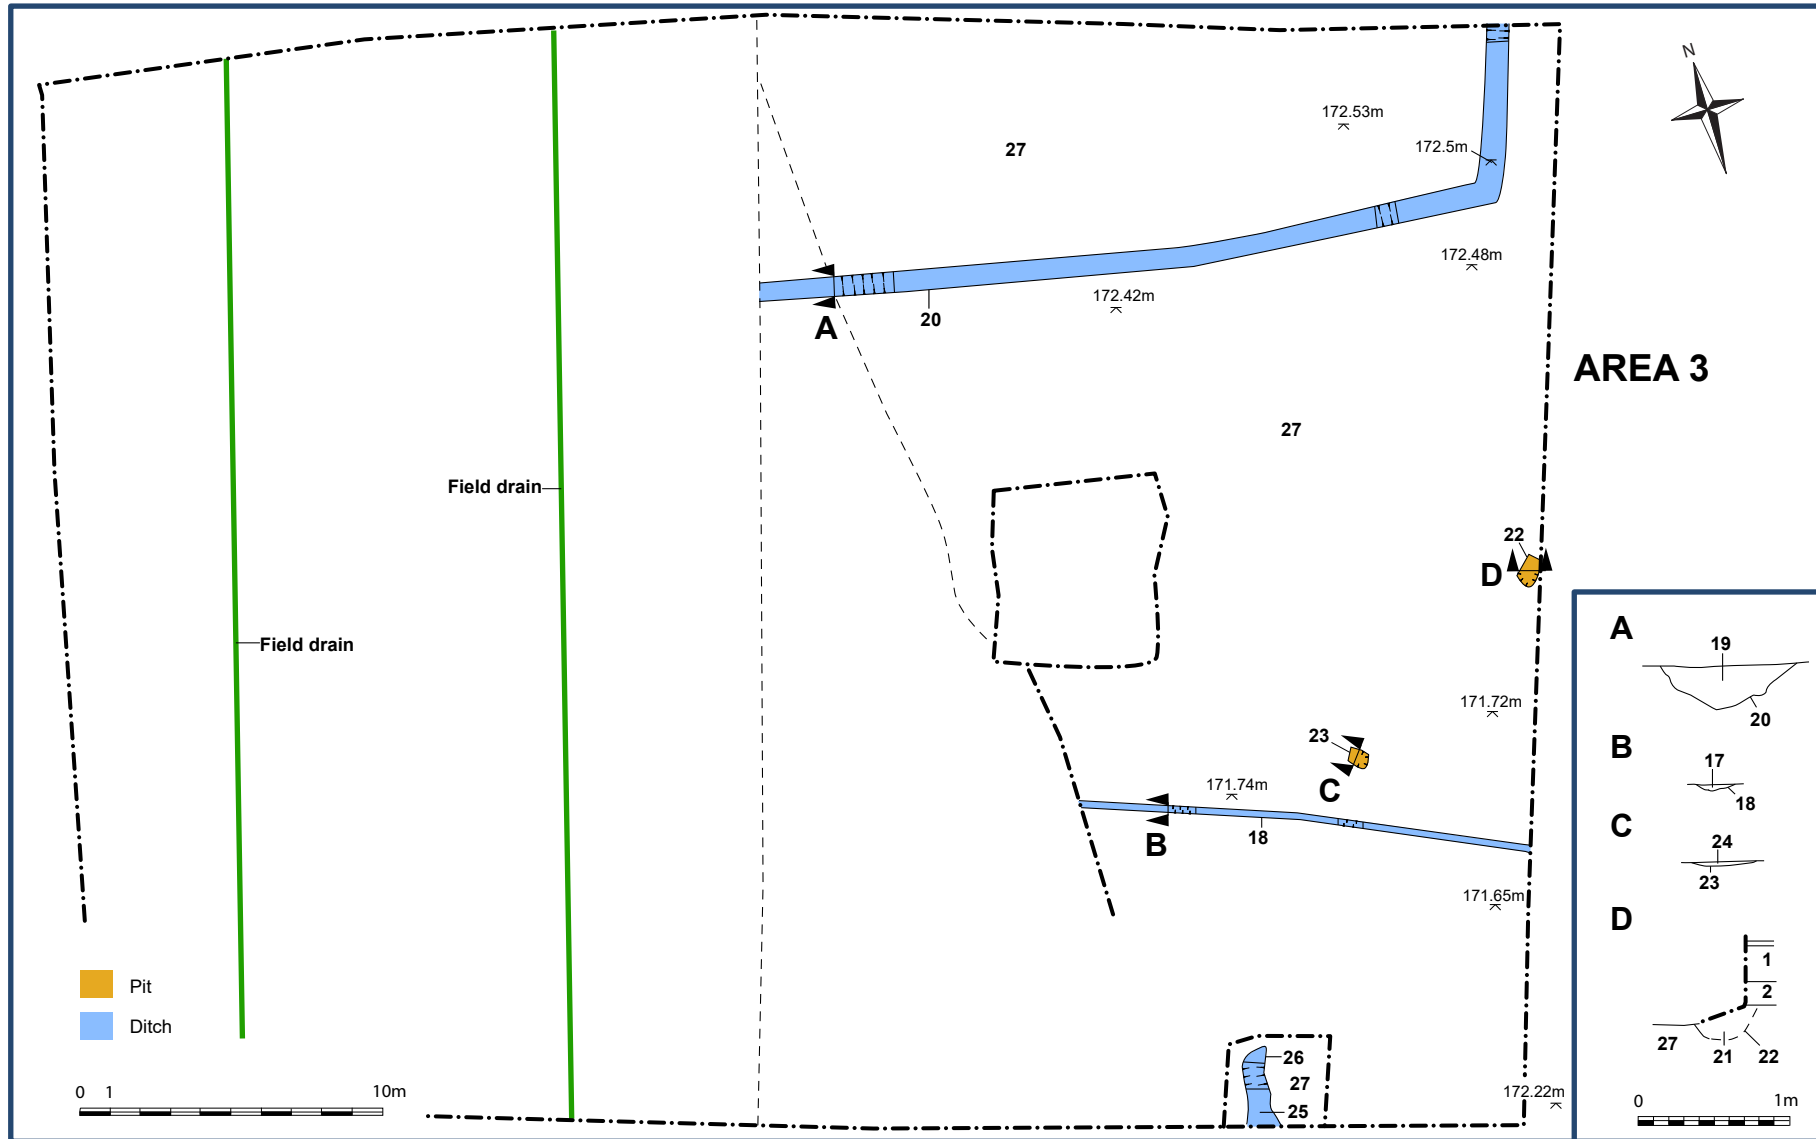 N
172.53m
172.5m
27
172.48m
172.42m
A
20
AREA 3
27
Field drain
22
D
Field drain
171.72m
23
C
171.74m
B
18
171.65m
Pit
Ditch
26
27
25
172.22m
0 1 10m
A
19
20
B
17
18
C
24
23
D
1
2
27
21
22
0 1m